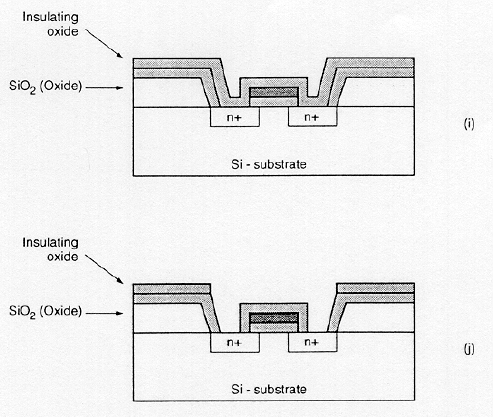 Insulating
oxide
SiO2 (Oxide)
n+ n+
(i)
Si - substrate
Insulating
oxide
SiO2 (Oxide)
n+ n+
(j)
Si - substrate